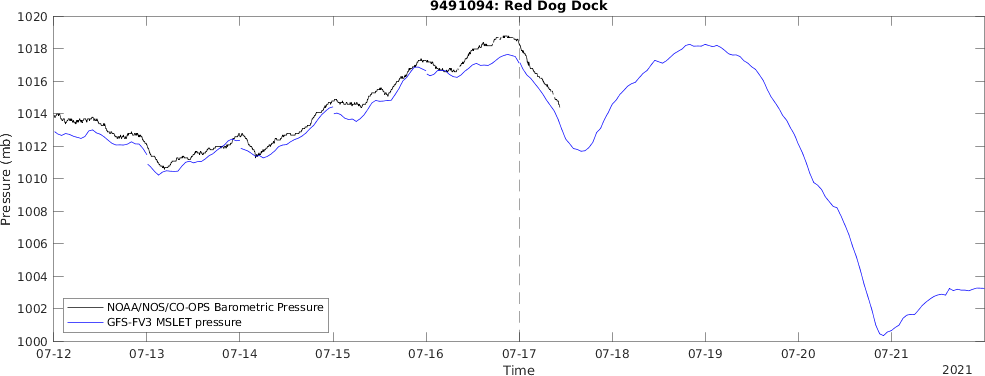 9491094: Red Dog Dock
Pressure (mb)
1020
1018
1016
1014
1012
1010
1008
1006
1004
1002
1000
NOAA/NOS/CO-OPS Barometric Pressure
GFS-FV3 MSLET pressure
07-12 07-13 07-14 07-15 07-16 07-17 07-18 07-19 07-20 07-21
Time
2021